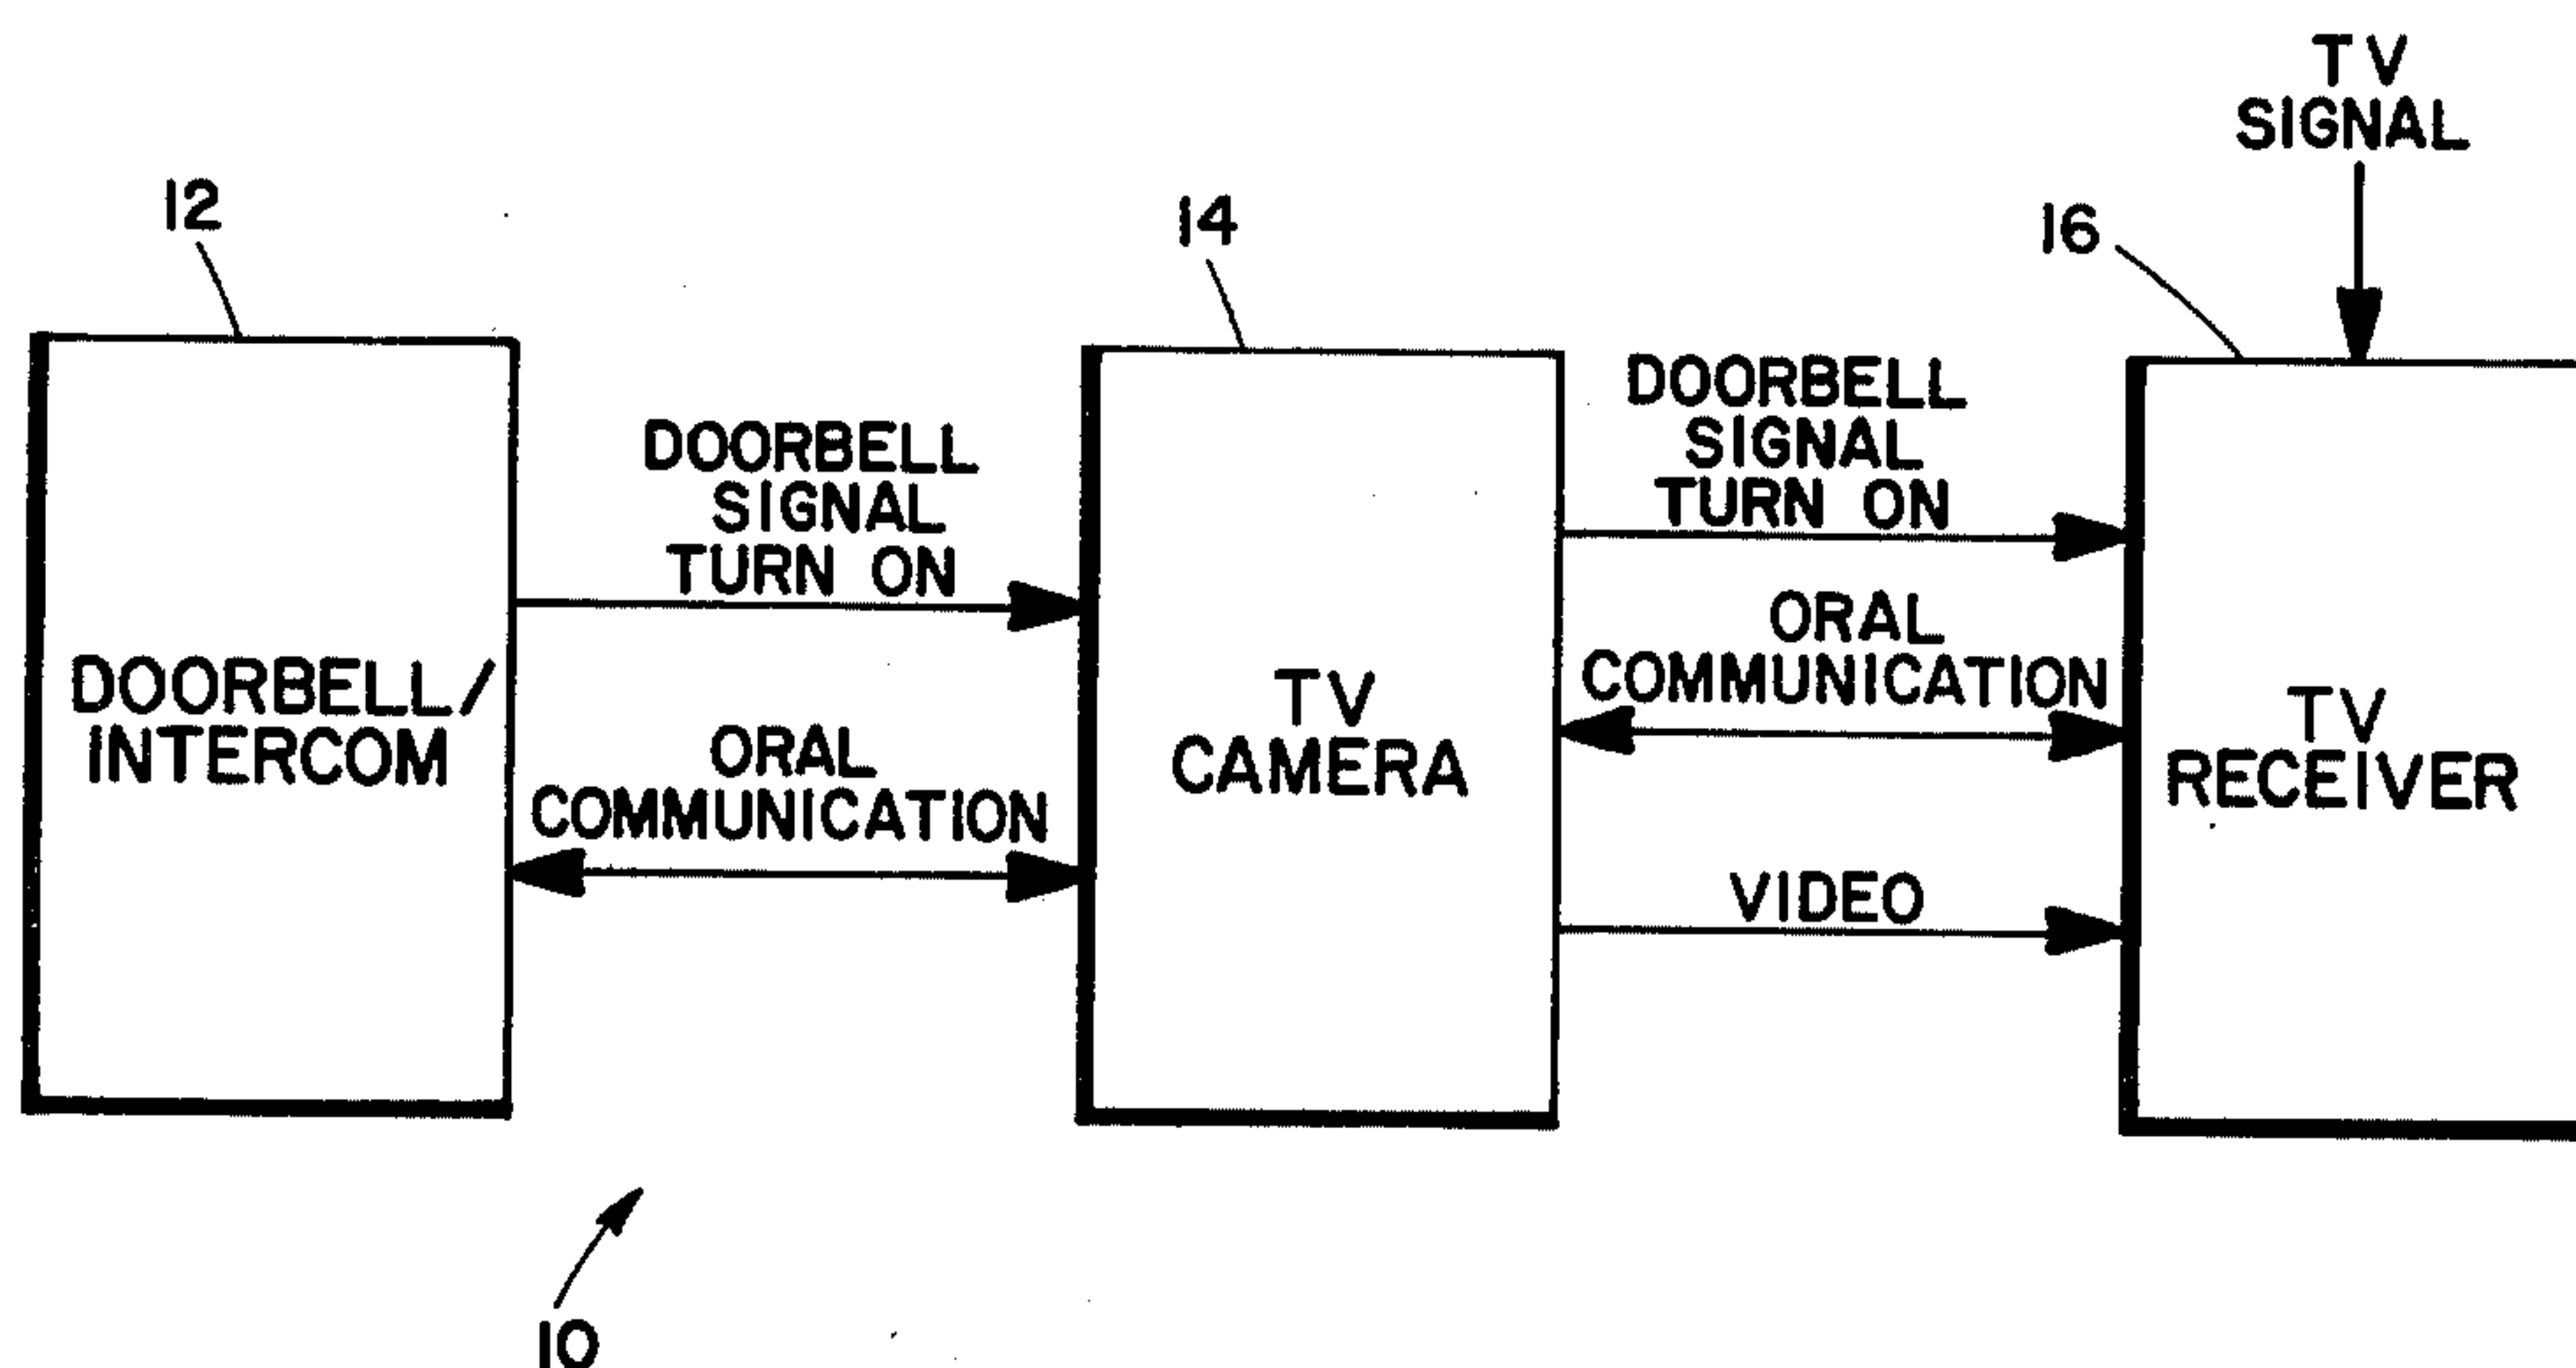 TV
SIGNAL
12
14
16
DOORBELL/
INTERCOM
DOORBELL
SIGNAL
TURN ON
ORAL
COMMUNICATION
TV
CAMERA
DOORBELL
SIGNAL
TURN ON
ORAL
COMMUNICATION
VIDEO
TV
RECEIVER
10